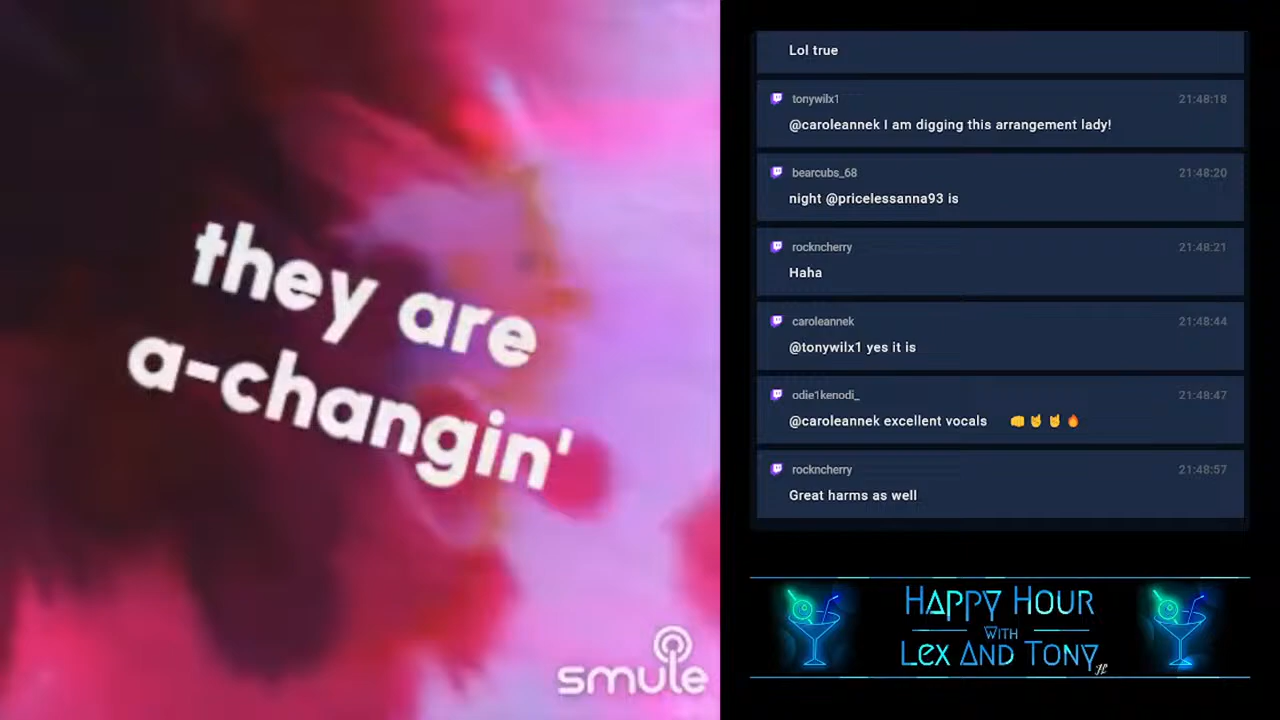 they are
a-changin'
smule
Lol true
tonywilx1 21:48:18
@caroleannek I am digging this arrangement lady!
bearcubs_68 21:48:20
night @pricelessanna93 is
rockncherry 21:48:21
Haha
caroleannek 21:48:44
@tonywilx1 yes it is
odie1kenodi_ 21:48:47
@caroleannek excellent vocals 👊 🤘 🤘 🔥
rockncherry 21:48:57
Great harms as well
Happy Hour
with
Lex And Tony